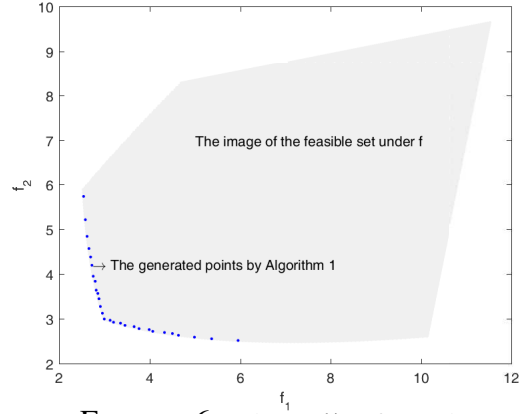 10
9
8
7
6
5
4
3
2
f2
The image of the feasible set under f
→ The generated points by Algorithm 1
2 4 6 8 10 12
f1
6